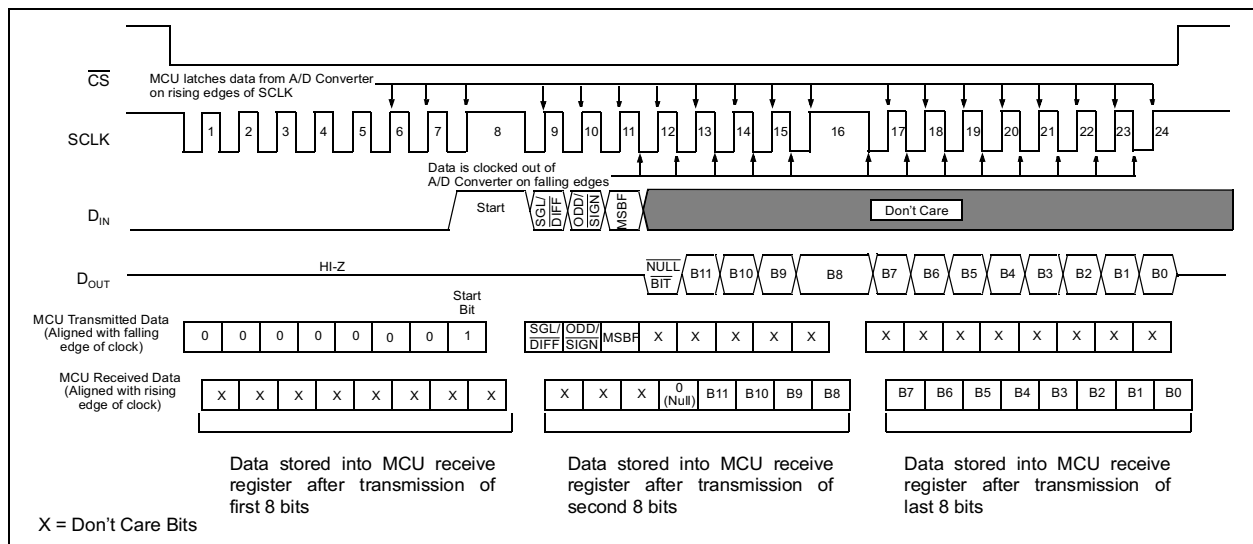 CS
MCU latches data from A/D Converter
on rising edges of SCLK
SCLK
1 2 3 4 5 6 7 8 9 10 11 12 13 14 15 16 17 18 19 20 21 22 23 24
Data is clocked out of
A/D Converter on falling edges
DIN
Start
SGL/
DIFF
ODD/
SIGN
MSBF
Don't Care
DOUT
HI-Z
NULL
BIT
B11 B10 B9 B8 B7 B6 B5 B4 B3 B2 B1 B0
Start
Bit
MCU Transmitted Data
(Aligned with falling
edge of clock)
0 0 0 0 0 0 0 1
SGL/
DIFF
ODD/
SIGN
MSBF X X X X X
X X X X X X X X
MCU Received Data
(Aligned with rising
edge of clock)
X X X X X X X X
X X X 0
(Null)
B11 B10 B9 B8
B7 B6 B5 B4 B3 B2 B1 B0
Data stored into MCU receive
register after transmission of
first 8 bits
Data stored into MCU receive
register after transmission of
second 8 bits
Data stored into MCU receive
register after transmission of
last 8 bits
X = Don't Care Bits